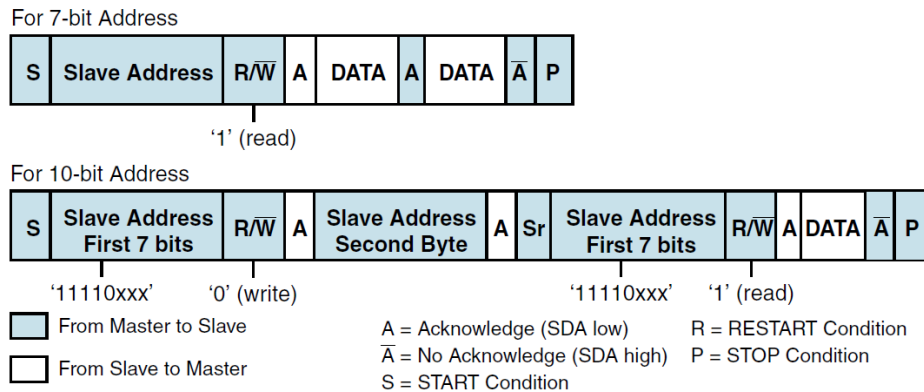 For 7-bit Address
S Slave Address R/W̅ A DATA A DATA A̅ P
‘1’ (read)
For 10-bit Address
S Slave Address First 7 bits R/W̅ A Slave Address Second Byte A Sr Slave Address First 7 bits R/W̅ A DATA A̅ P
‘11110xxx’ ‘0’ (write) ‘11110xxx’ ‘1’ (read)
From Master to Slave
From Slave to Master
A = Acknowledge (SDA low)
A̅ = No Acknowledge (SDA high)
S = START Condition
R = RESTART Condition
P = STOP Condition